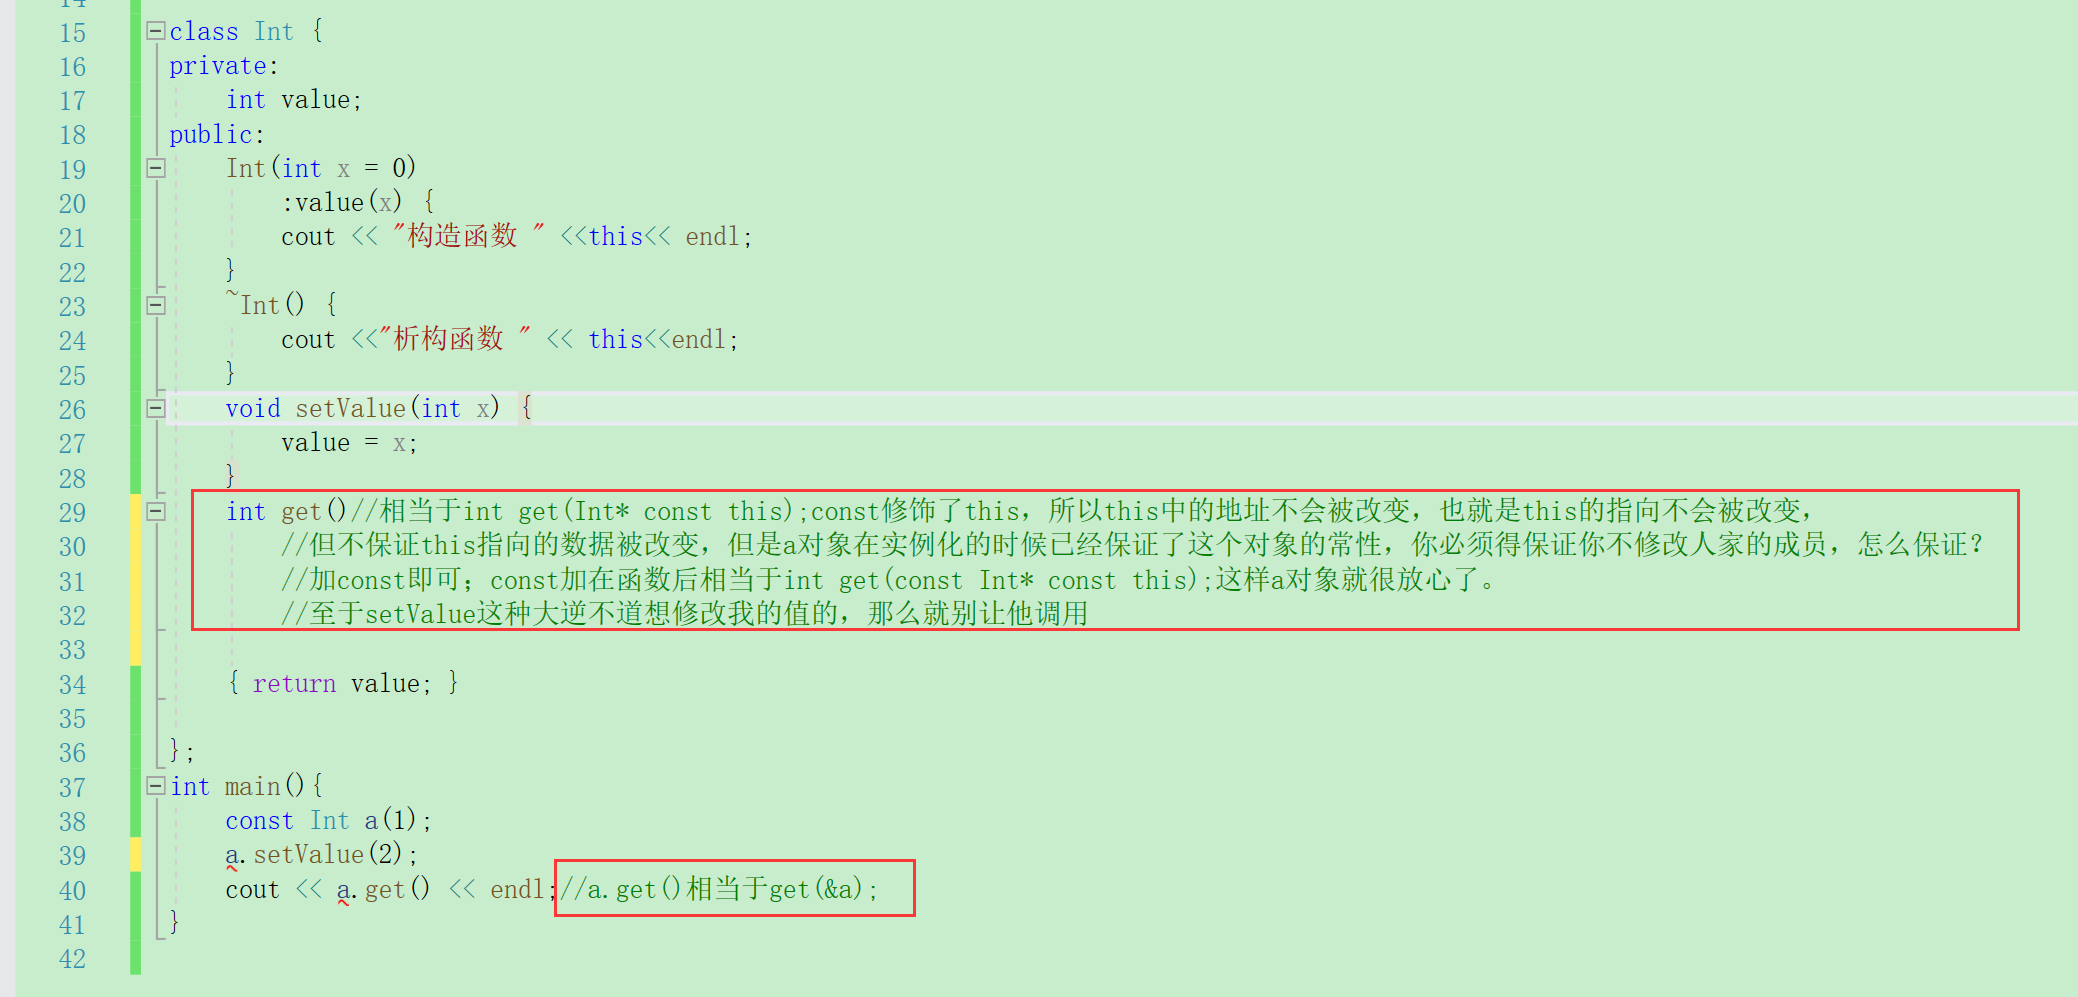 14
15 class Int {
16 private:
17 int value;
18 public:
19 Int(int x = 0)
20 :value(x) {
21 cout << "构造函数 " <<this<< endl;
22 }
23 ~Int() {
24 cout <<"析构函数 " << this<<endl;
25 }
26 void setValue(int x) {
27 value = x;
28 }
29 int get()//相当于int get(Int* const this);const修饰了this，所以this中的地址不会被改变，也就是this的指向不会被改变，
30 //但不保证this指向的数据被改变，但是a对象在实例化的时候已经保证了这个对象的常性，你必须得保证你不修改人家的成员，怎么保证？
31 //加const即可；const加在函数后相当于int get(const Int* const this);这样a对象就很放心了。
32 //至于setValue这种大逆不道想修改我的值的，那么就别让他调用
33
34 { return value; }
35
36 };
37 int main(){
38 const Int a(1);
39 a.setValue(2);
40 cout << a.get() << endl;//a.get()相当于get(&a);
41 }
42